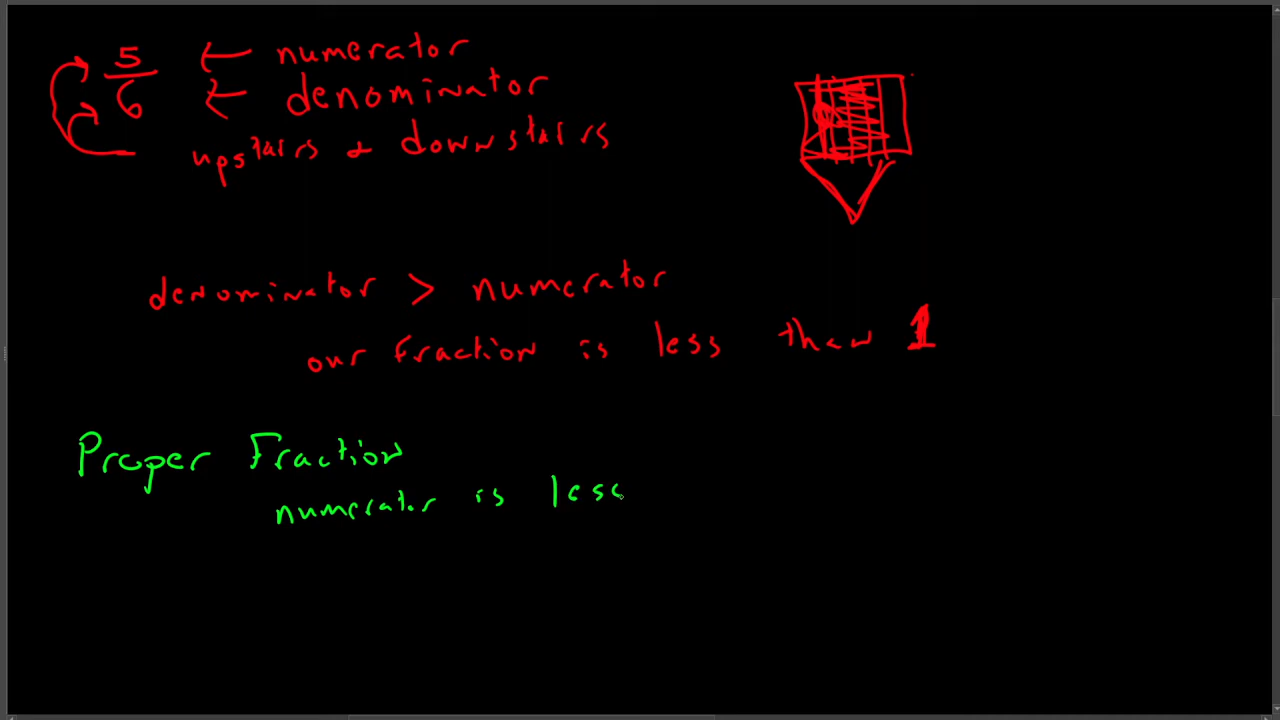 5 ← numerator
6 ← denominator
upstairs & downstairs
denominator > numerator
our fraction is less than 1
Proper Fraction
numerator is less